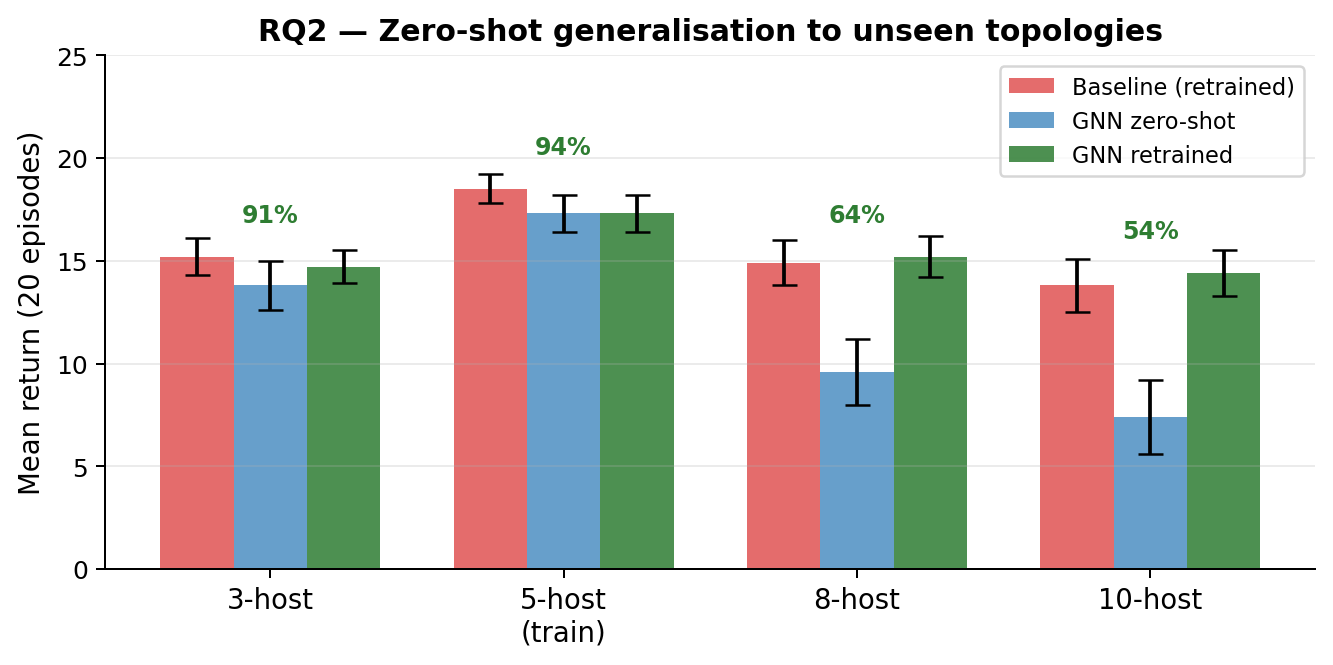 RQ2 — Zero-shot generalisation to unseen topologies
Mean return (20 episodes)
25
20
15
10
5
0
Baseline (retrained)
GNN zero-shot
GNN retrained
91%
94%
64%
54%
3-host
5-host
(train)
8-host
10-host